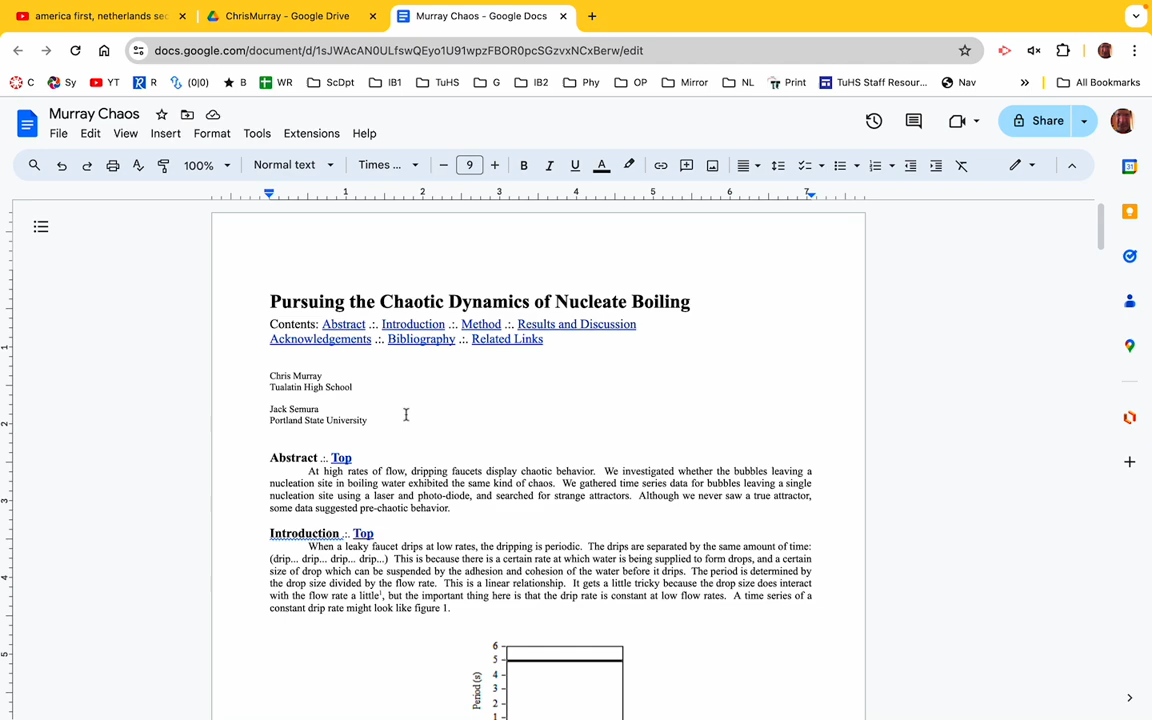 america first, netherlands sec
ChrisMurray - Google Drive
Murray Chaos - Google Docs
docs.google.com/document/d/1sJWAcAN0ULfswQEyo1U91wpzFBOR0pcSGzvxNCxBerw/edit
C Sy YT R (0|0) B WR ScDpt IB1 TuHS G IB2 Phy OP Mirror NL Print TuHS Staff Resour... Nav » All Bookmarks
Murray Chaos
Share
File Edit View Insert Format Tools Extensions Help
100% Normal text Times ... 9 B I U A
1 2 3 4 5 6 7
Pursuing the Chaotic Dynamics of Nucleate Boiling
Contents: Abstract .:. Introduction .:. Method .:. Results and Discussion
Acknowledgements .:. Bibliography .:. Related Links
Chris Murray
Tualatin High School
Jack Semura
Portland State University
Abstract .:. Top
At high rates of flow, dripping faucets display chaotic behavior. We investigated whether the bubbles leaving a
nucleation site in boiling water exhibited the same kind of chaos. We gathered time series data for bubbles leaving a single
nucleation site using a laser and photo-diode, and searched for strange attractors. Although we never saw a true attractor,
some data suggested pre-chaotic behavior.
Introduction .:. Top
When a leaky faucet drips at low rates, the dripping is periodic. The drips are separated by the same amount of time:
(drip... drip... drip... drip...) This is because there is a certain rate at which water is being supplied to form drops, and a certain
size of drop which can be suspended by the adhesion and cohesion of the water before it drips. The period is determined by
the drop size divided by the flow rate. This is a linear relationship. It gets a little tricky because the drop size does interact
with the flow rate a little¹, but the important thing here is that the drip rate is constant at low flow rates. A time series of a
constant drip rate might look like figure 1.
6
5
4
3
2
1
Period (s)
1
2
3
4
5
31